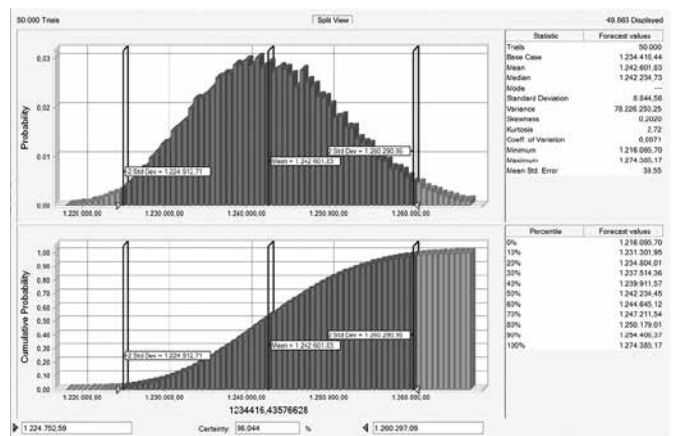 50.000 Trials
Split View
49.863 Displayed
Probability
0,03
0,02
0,01
0,00
-2 Std Dev = 1.224.912,71
Mean = 1.242.601,83
2 Std Dev = 1.260.290,95
1.220.000,00 1.230.000,00 1.240.000,00 1.250.000,00 1.260.000,00
Statistic Forecast values
Trials 50.000
Base Case 1.234.416,44
Mean 1.242.601,83
Median 1.242.234,73
Mode ---
Standard Deviation 8.844,56
Variance 78.226.250,25
Skewness 0,2020
Kurtosis 2,72
Coeff. of Variation 0,0071
Minimum 1.216.095,70
Maximum 1.274.385,17
Mean Std. Error 39,55
Cumulative Probability
1,00
0,90
0,80
0,70
0,60
0,50
0,40
0,30
0,20
0,10
0,00
-2 Std Dev = 1.224.912,71
Mean = 1.242.601,83
2 Std Dev = 1.260.290,95
1.220.000,00 1.230.000,00 1.240.000,00 1.250.000,00 1.260.000,00
1234416,43576628
Percentile Forecast values
0% 1.216.095,70
10% 1.231.301,95
20% 1.234.804,01
30% 1.237.514,36
40% 1.239.911,57
50% 1.242.234,45
60% 1.244.645,12
70% 1.247.211,54
80% 1.250.179,01
90% 1.254.406,37
100% 1.274.385,17
1.224.752,59
Certainty: 96,044 %
1.260.297,09